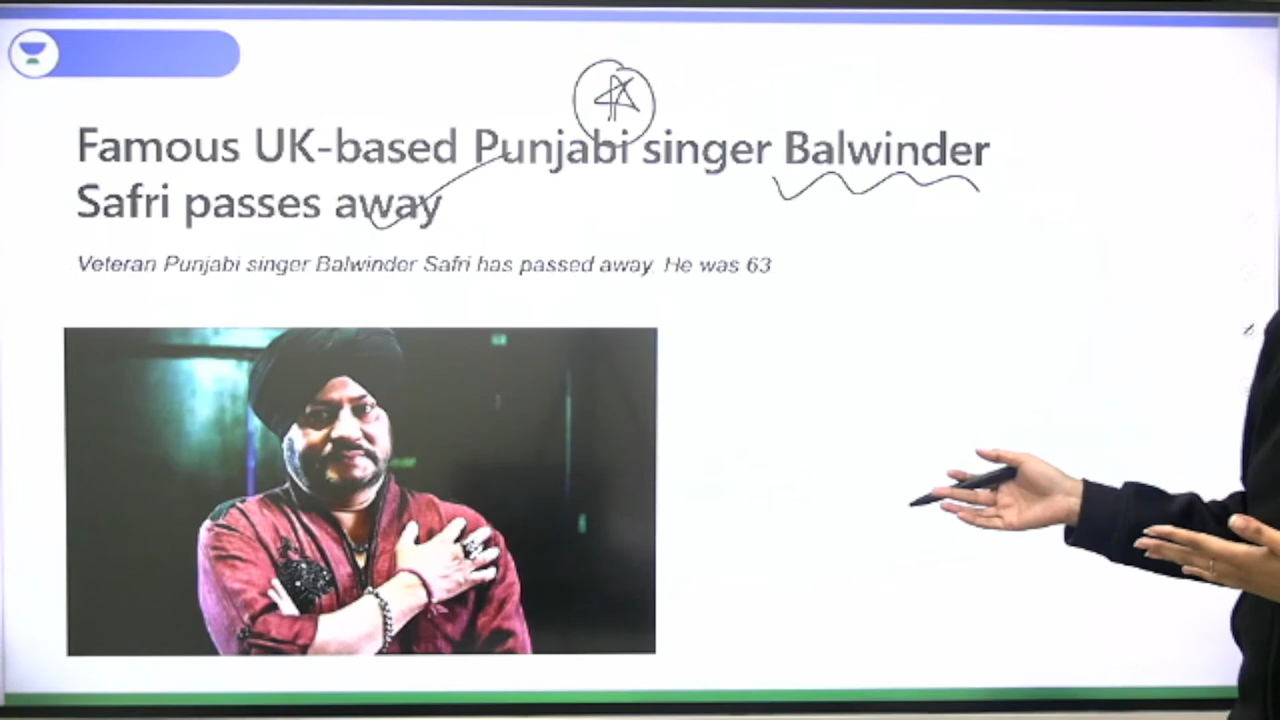 Famous UK-based Punjabi singer Balwinder
Safri passes away
Veteran Punjabi singer Balwinder Safri has passed away. He was 63